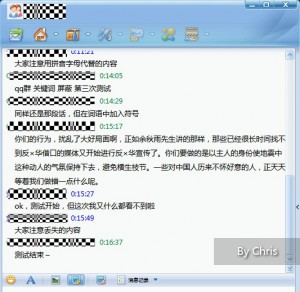 0:11:21
大家注意用拼音字母代替的内容
0:14:05
qq群 关键词 屏蔽 第三次测试
0:14:29
同样还是那段话，但在词语中加入符号
0:15:17
你们的行为，扰乱了大好局面啊，正如余秋雨先生讲的那样，那些已经很长时间找不
到反×华借口的媒体又开始进行反×华宣传了。你们要做的是以主人的身份使地震中
这种动人的气氛保持下去，避免横生枝节。一些对中国人历来不怀好意的人，正天天
等着我们做错一点什么呢。
0:15:27
ok，测试开始，但这次我又什么都看不到啦
0:15:49
大家注意丢失的内容
0:16:37
测试结束～
By Chris
消息记录